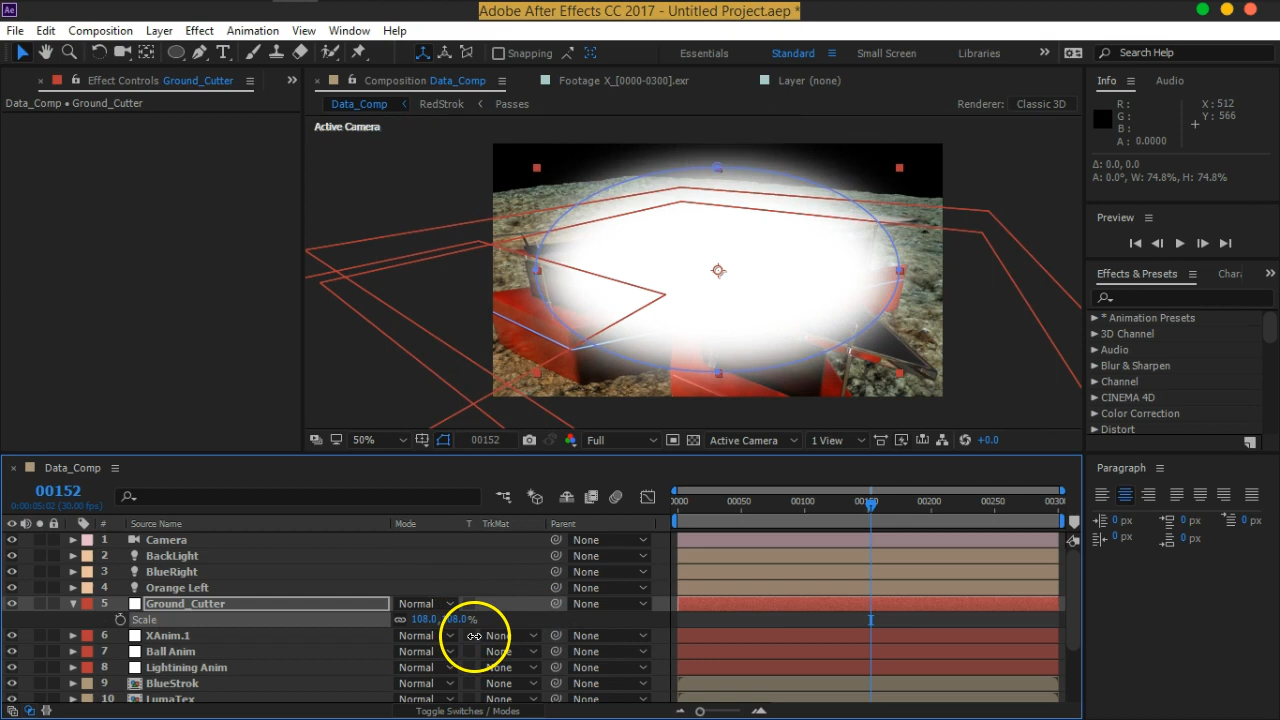 Ae
Adobe After Effects CC 2017 - Untitled Project.aep *
File Edit Composition Layer Effect Animation View Window Help
Snapping Essentials Standard Small Screen Libraries Search Help
Effect Controls Ground_Cutter Composition Data_Comp Footage X_[0000-0300].exr Layer (none) Info Audio
Data_Comp • Ground_Cutter Data_Comp RedStrok Passes Renderer: Classic 3D
Active Camera
R :
G :
B :
A : 0.0000
X : 512
Y : 566
Δ: 0.0, 0.0
A: 0.0°, W: 74.8%, H: 74.8%
Preview
Effects & Presets Chara
* Animation Presets
3D Channel
Audio
Blur & Sharpen
Channel
CINEMA 4D
Color Correction
Distort
50% 00152 Full Active Camera 1 View +0.0
Data_Comp
00152
0:00:05:02 (30.00 fps)
0000 00050 00100 00150 00200 00250 0030
Paragraph
0 px 0 px 0 px
0 px 0 px
# Source Name Mode T TrkMat Parent
1 Camera None
2 BackLight None
3 BlueRight None
4 Orange Left None
5 Ground_Cutter Normal None
Scale 108.0,108.0%
6 XAnim.1 Normal None None
7 Ball Anim Normal None None
8 Lightining Anim Normal None None
9 BlueStrok Normal None None
10 LumaTex Normal None None
Toggle Switches / Modes